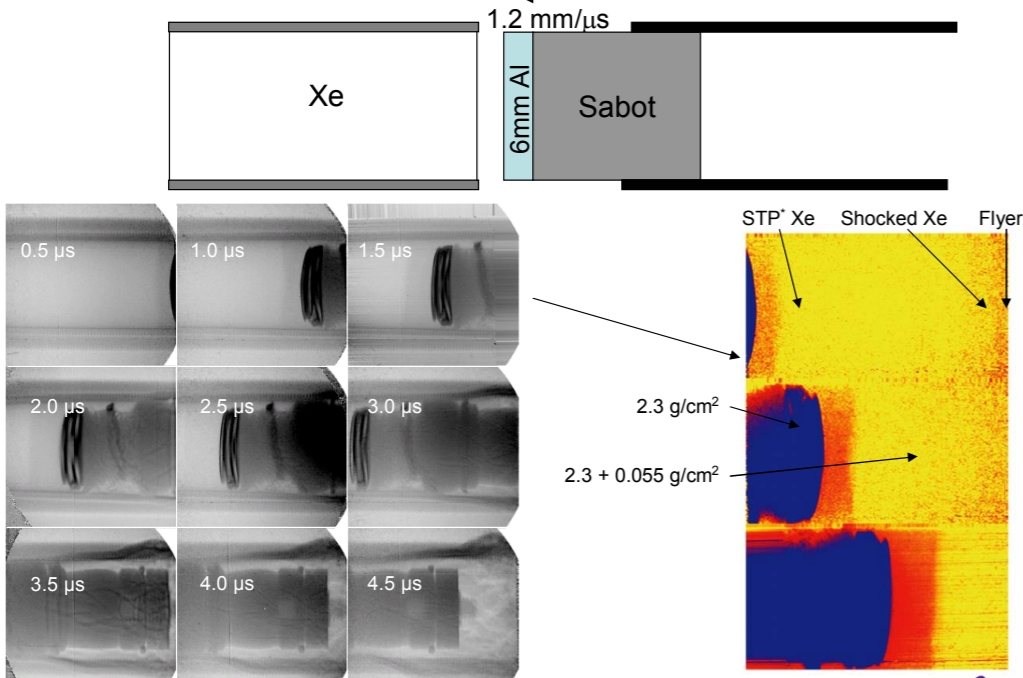 1.2 mm/μs
Xe
6mm Al
Sabot
0.5 µs
1.0 µs
1.5 µs
2.0 µs
2.5 µs
3.0 µs
3.5 µs
4.0 µs
4.5 µs
STP* Xe
Shocked Xe
Flyer
2.3 g/cm²
2.3 + 0.055 g/cm²